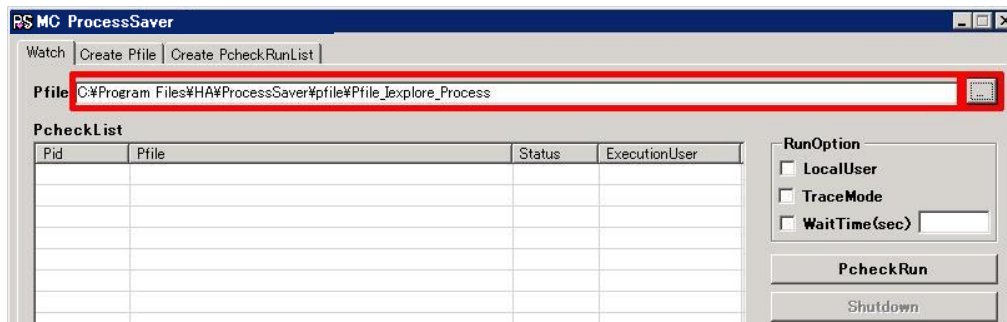 PS MC ProcessSaver
Watch Create Pfile Create PcheckRunList
Pfile C:¥Program Files¥HA¥ProcessSaver¥pfile¥Pfile_Iexplore_Process ...
PcheckList
Pid Pfile Status ExecutionUser
RunOption
LocalUser
TraceMode
WaitTime(sec)
PcheckRun
Shutdown